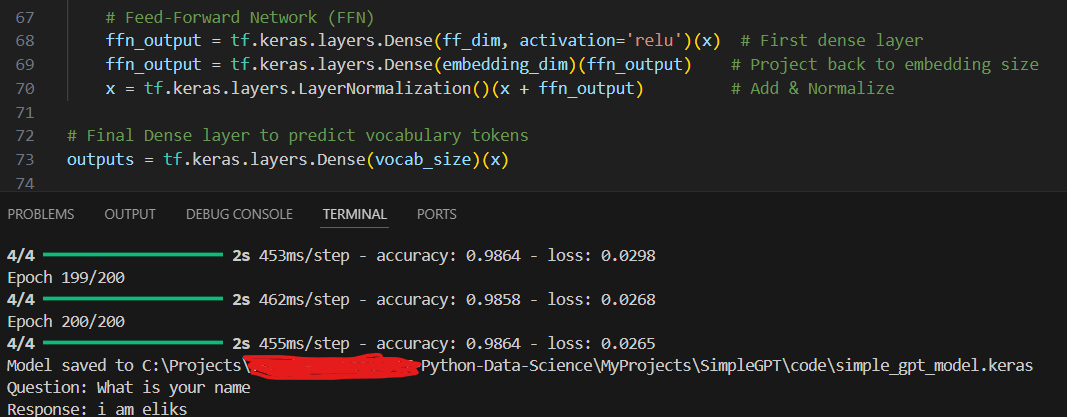 67 # Feed-Forward Network (FFN)
68 ffn_output = tf.keras.layers.Dense(ff_dim, activation='relu')(x) # First dense layer
69 ffn_output = tf.keras.layers.Dense(embedding_dim)(ffn_output) # Project back to embedding size
70 x = tf.keras.layers.LayerNormalization()(x + ffn_output) # Add & Normalize
71
72 # Final Dense layer to predict vocabulary tokens
73 outputs = tf.keras.layers.Dense(vocab_size)(x)
74
PROBLEMS OUTPUT DEBUG CONSOLE TERMINAL PORTS
4/4 2s 453ms/step - accuracy: 0.9864 - loss: 0.0298
Epoch 199/200
4/4 2s 462ms/step - accuracy: 0.9858 - loss: 0.0268
Epoch 200/200
4/4 2s 455ms/step - accuracy: 0.9864 - loss: 0.0265
Model saved to C:\Projects\ -Python-Data-Science\MyProjects\SimpleGPT\code\simple_gpt_model.keras
Question: What is your name
Response: i am eliks